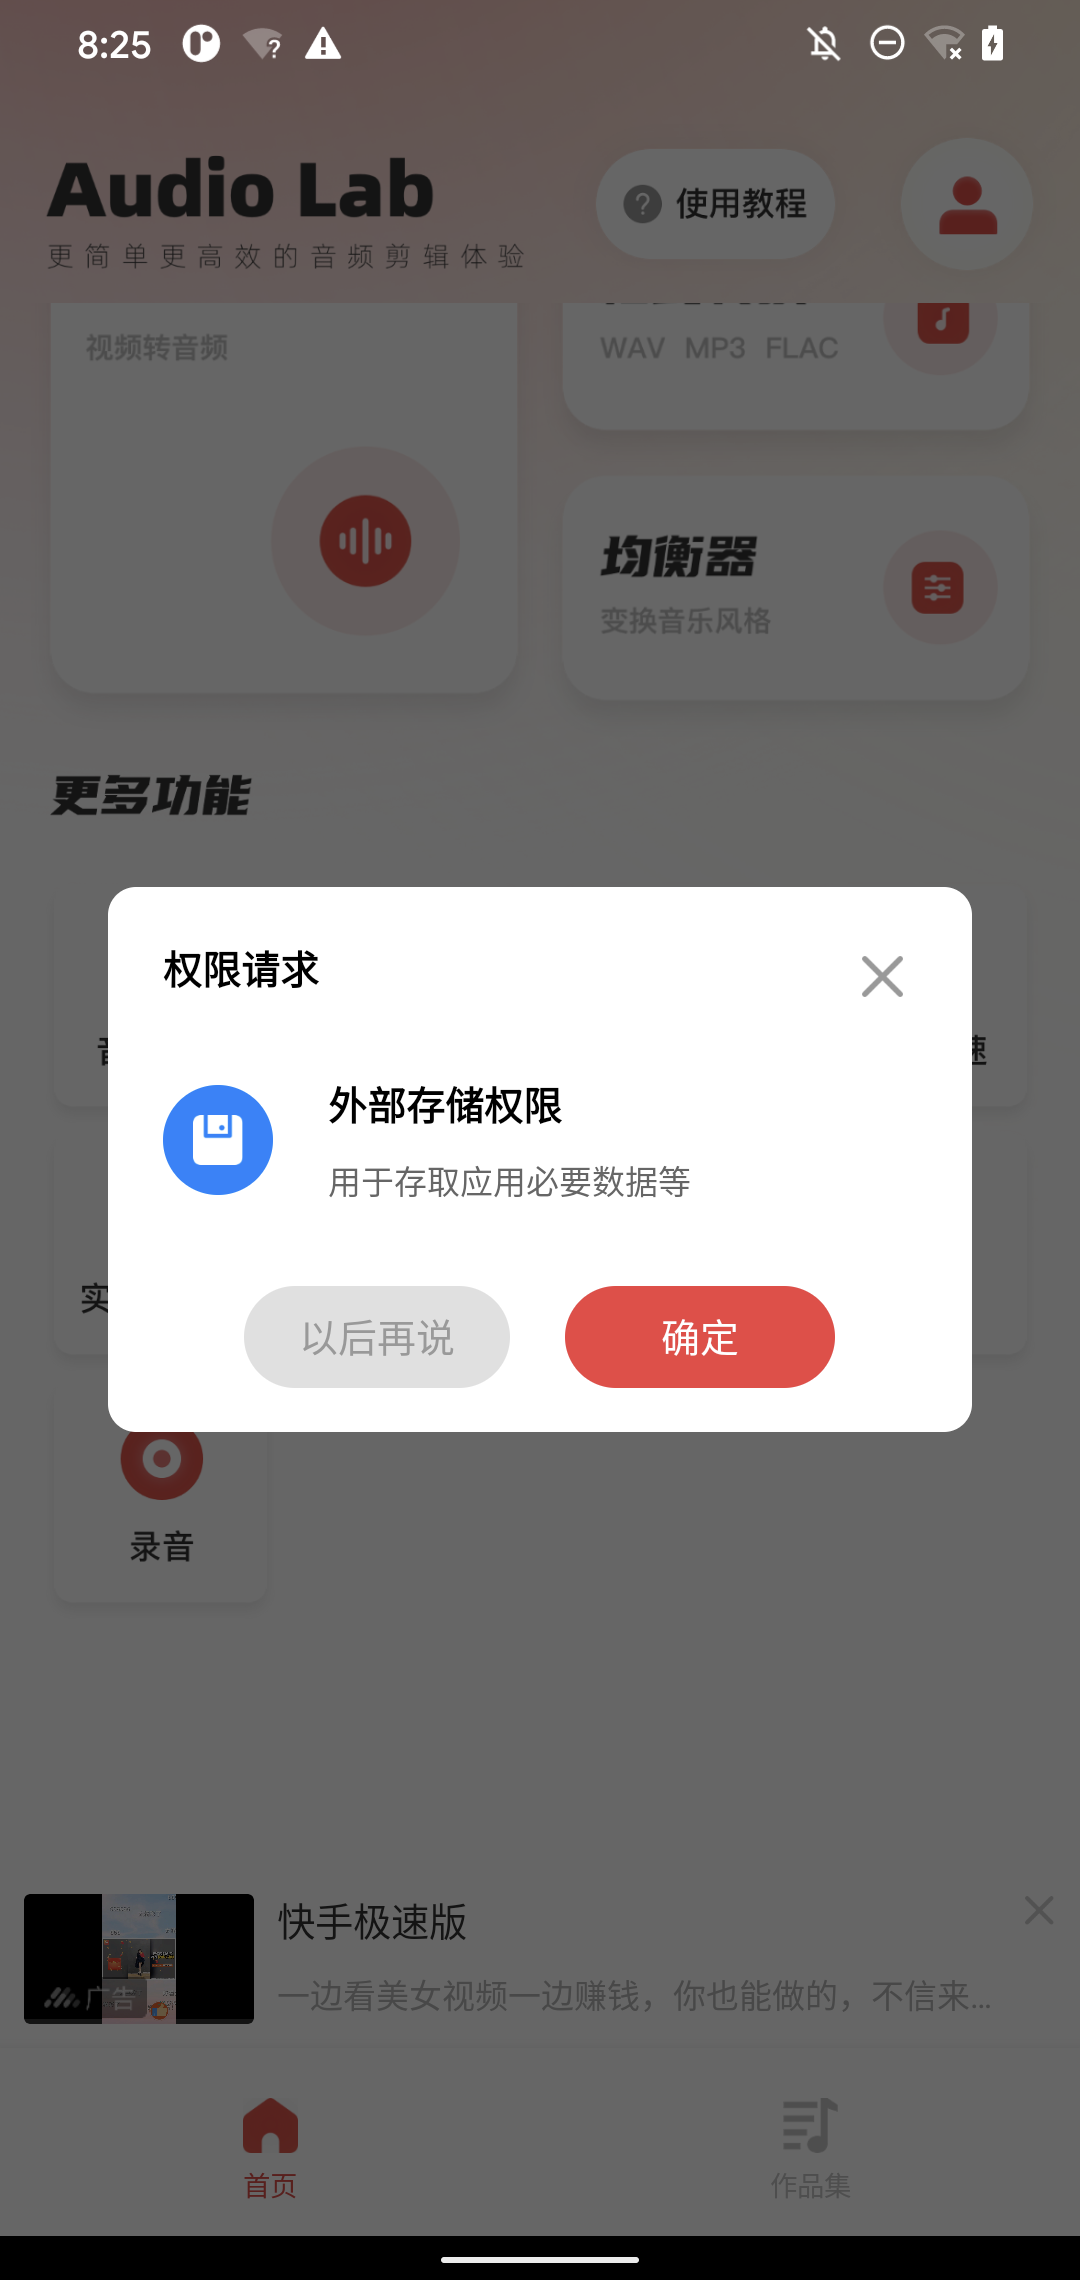 8:25
Audio Lab
更简单更高效的音频剪辑体验
使用教程
视频转音频
WAV MP3 FLAC
均衡器
变换音乐风格
更多功能
权限请求
外部存储权限
用于存取应用必要数据等
实
以后再说
确定
录音
快手极速版
一边看美女视频一边赚钱，你也能做的，不信来...
广告
首页
作品集